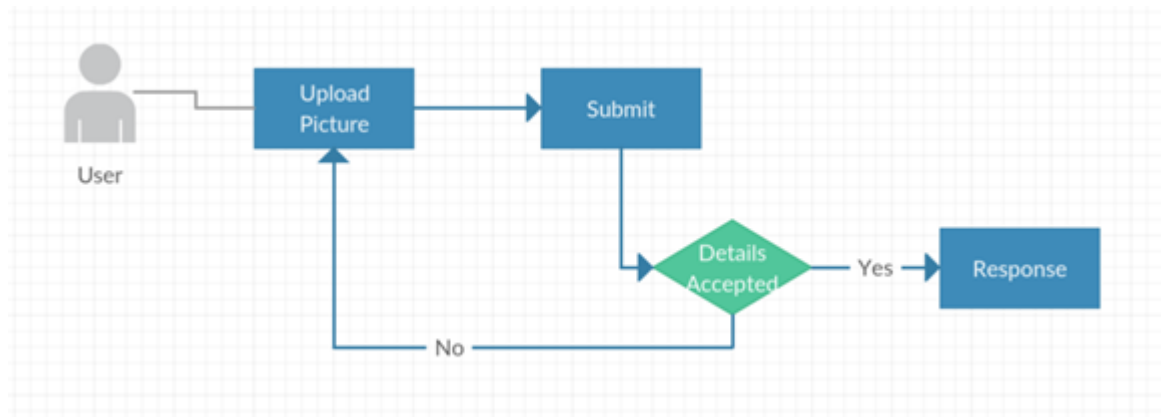 User
Upload
Picture
Submit
Details
Accepted
Yes
Response
No